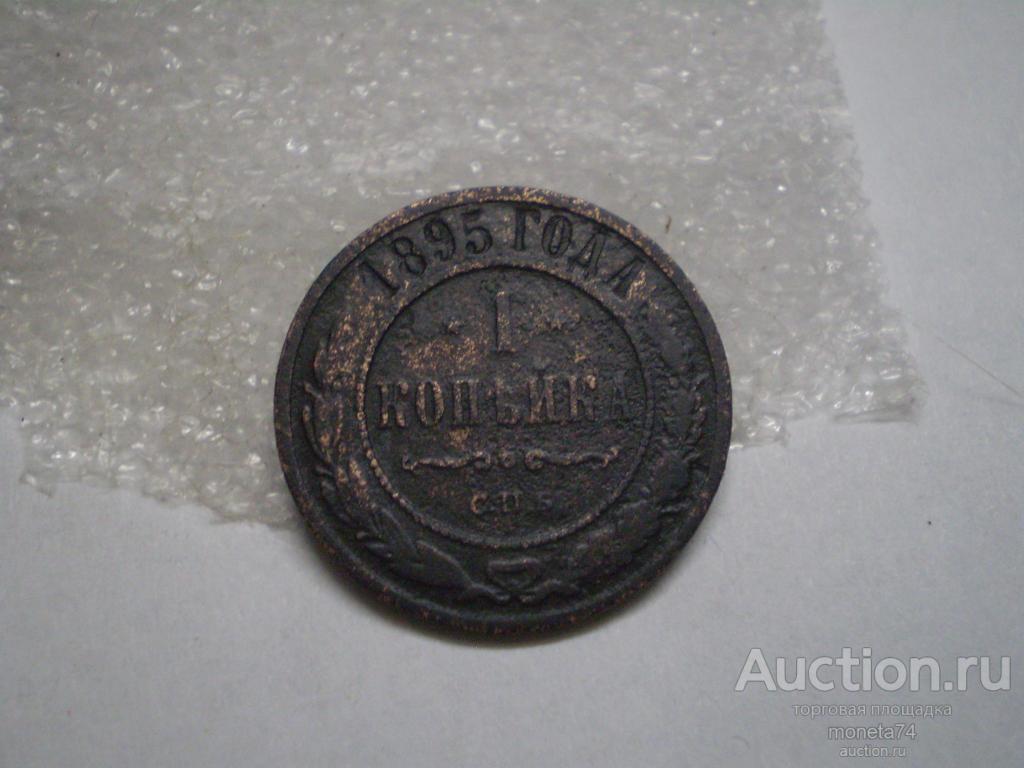 1895 ГОДА
1
КОПѢЙКА
С.П.Б.
Auction.ru
торговая площадка
moneta74
auction.ru